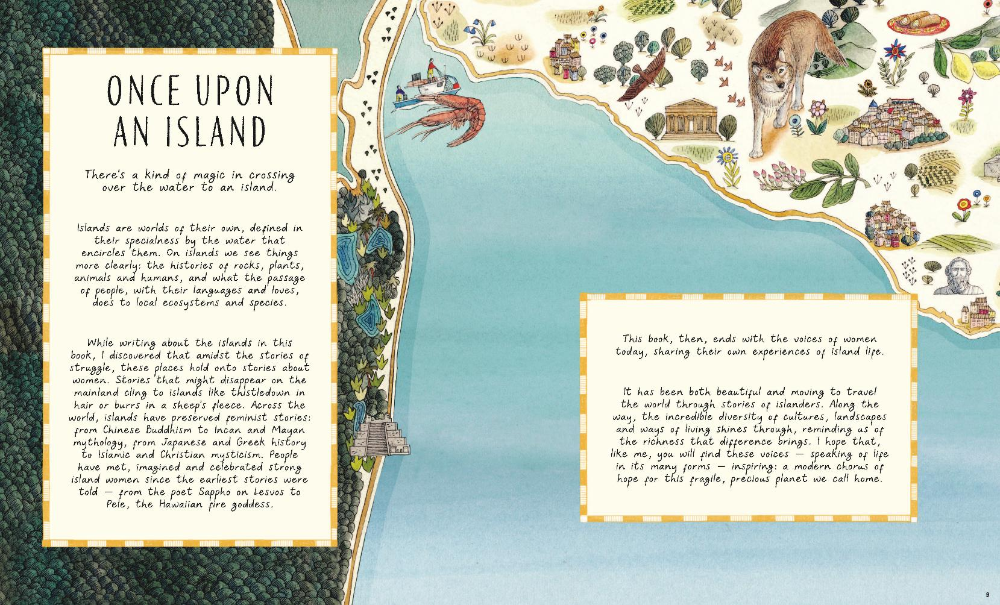 ONCE UPON
AN ISLAND
There's a kind of magic in crossing
over the water to an island.
Islands are worlds of their own, defined in
their specialness by the water that
encircles them. On islands we see things
more clearly: the histories of rocks, plants,
animals and humans, and what the passage
of people, with their languages and loves,
does to local ecosystems and species.
While writing about the islands in this
book, I discovered that amidst the stories of
struggle, these places hold onto stories about
women. Stories that might disappear on the
mainland cling to islands like thistledown in
hair or burrs in a sheep's fleece. Across the
world, islands have preserved feminist stories:
from Chinese Buddhism to Incan and Mayan
mythology, from Japanese and Greek history
to Islamic and Christian mysticism. People
have met, imagined and celebrated strong
island women since the earliest stories were
told — from the poet Sappho on Lesvos to
Pele, the Hawaiian fire goddess.
This book, then, ends with the voices of women
today, sharing their own experiences of island life.
It has been both beautiful and moving to travel
the world through stories of islanders. Along the
way, the incredible diversity of cultures, landscapes
and ways of living shines through, reminding us of
the richness that difference brings. I hope that,
like me, you will find these voices — speaking of life
in its many forms — inspiring: a modern chorus of
hope for this fragile, precious planet we call home.
9